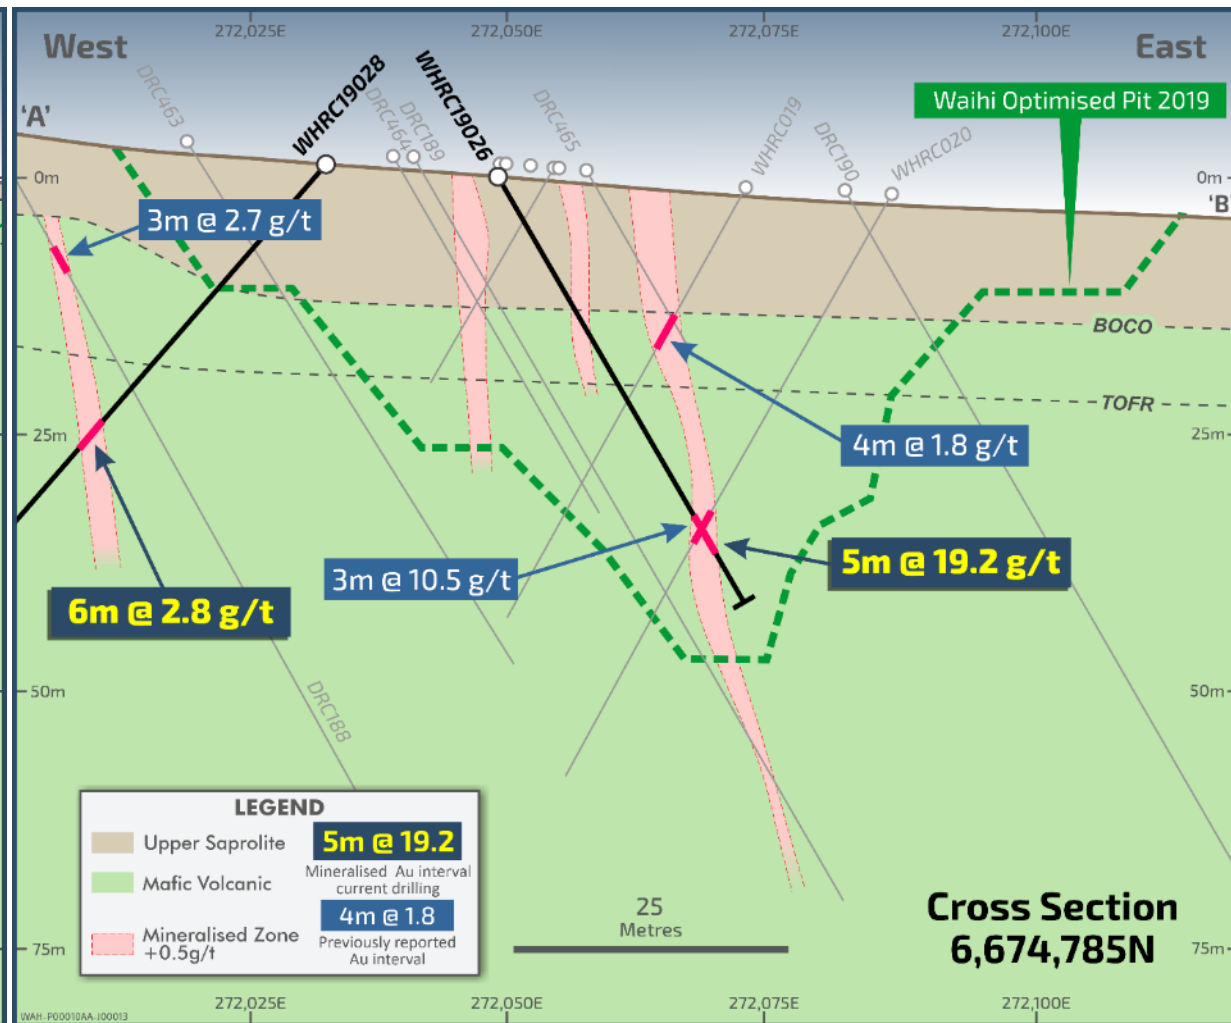 272,025E
272,050E
272,075E
272,100E
West
East
'A'
DRC463
WHRC19028
DRC464
DRC189
WHRC19026
DRC465
WHRC019
DRC190
WHRC020
Waihi Optimised Pit 2019
0m
0m
'B'
3m @ 2.7 g/t
BOCO
TOFR
25m
25m
4m @ 1.8 g/t
3m @ 10.5 g/t
5m @ 19.2 g/t
6m @ 2.8 g/t
50m
50m
DRC188
LEGEND
Upper Saprolite
5m @ 19.2
Mineralised Au interval
current drilling
Mafic Volcanic
4m @ 1.8
Mineralised Zone
+0.5g/t
Previously reported
Au interval
25
Metres
Cross Section
6,674,785N
75m
75m
272,025E
272,050E
272,075E
272,100E
WAH-P00010AA-J00013